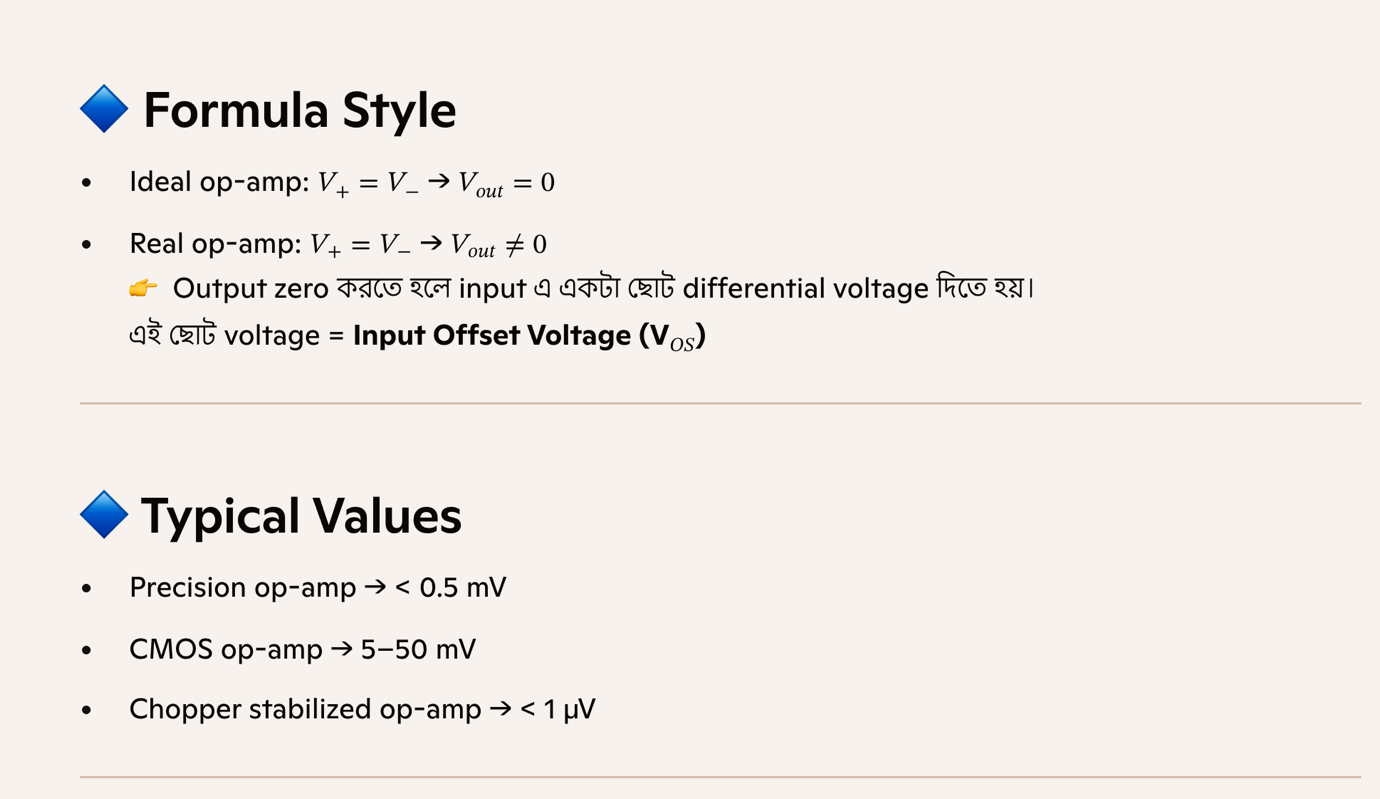 🔷 Formula Style
• Ideal op-amp: V₊ = V₋ → Vₒᵤₜ = 0
• Real op-amp: V₊ = V₋ → Vₒᵤₜ ≠ 0
👉 Output zero করতে হলে input এ একটা ছোট differential voltage দিতে হয়।
এই ছোট voltage = Input Offset Voltage (V_OS)
🔷 Typical Values
• Precision op-amp → < 0.5 mV
• CMOS op-amp → 5–50 mV
• Chopper stabilized op-amp → < 1 µV